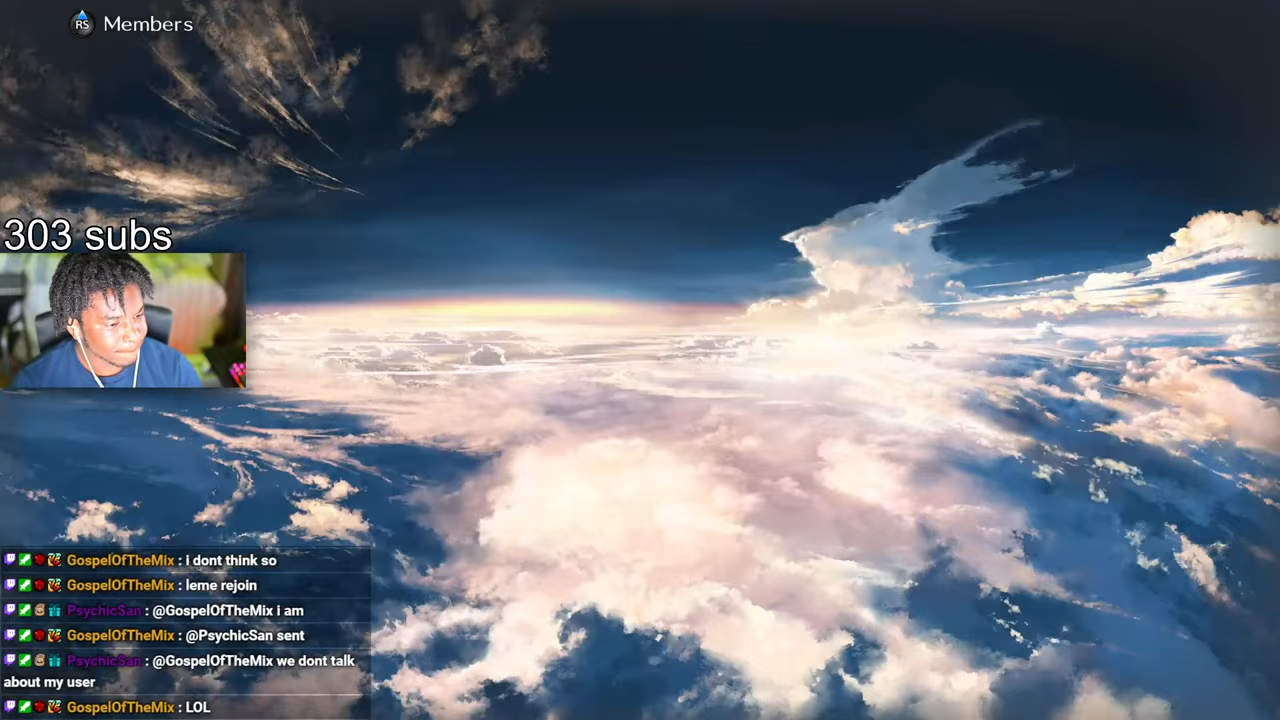 RS Members
303 subs
GospelOfTheMix : i dont think so
GospelOfTheMix : leme rejoin
PsychicSan : @GospelOfTheMix i am
GospelOfTheMix : @PsychicSan sent
PsychicSan : @GospelOfTheMix we dont talk
about my user
GospelOfTheMix : LOL